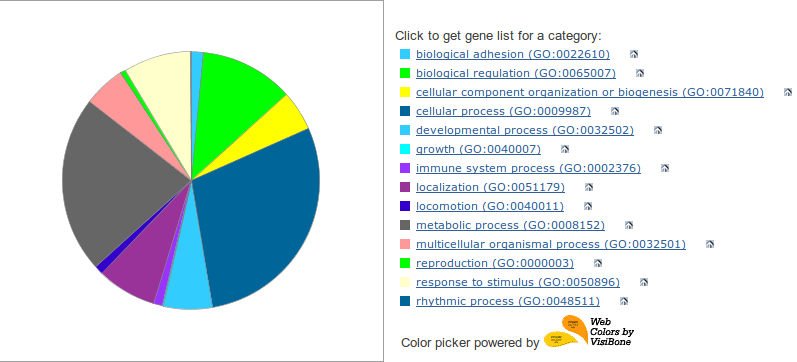 Click to get gene list for a category:
biological adhesion (GO:0022610)
biological regulation (GO:0065007)
cellular component organization or biogenesis (GO:0071840)
cellular process (GO:0009987)
developmental process (GO:0032502)
growth (GO:0040007)
immune system process (GO:0002376)
localization (GO:0051179)
locomotion (GO:0040011)
metabolic process (GO:0008152)
multicellular organismal process (GO:0032501)
reproduction (GO:0000003)
response to stimulus (GO:0050896)
rhythmic process (GO:0048511)
Color picker powered by
Web
Colors by
VisiBone